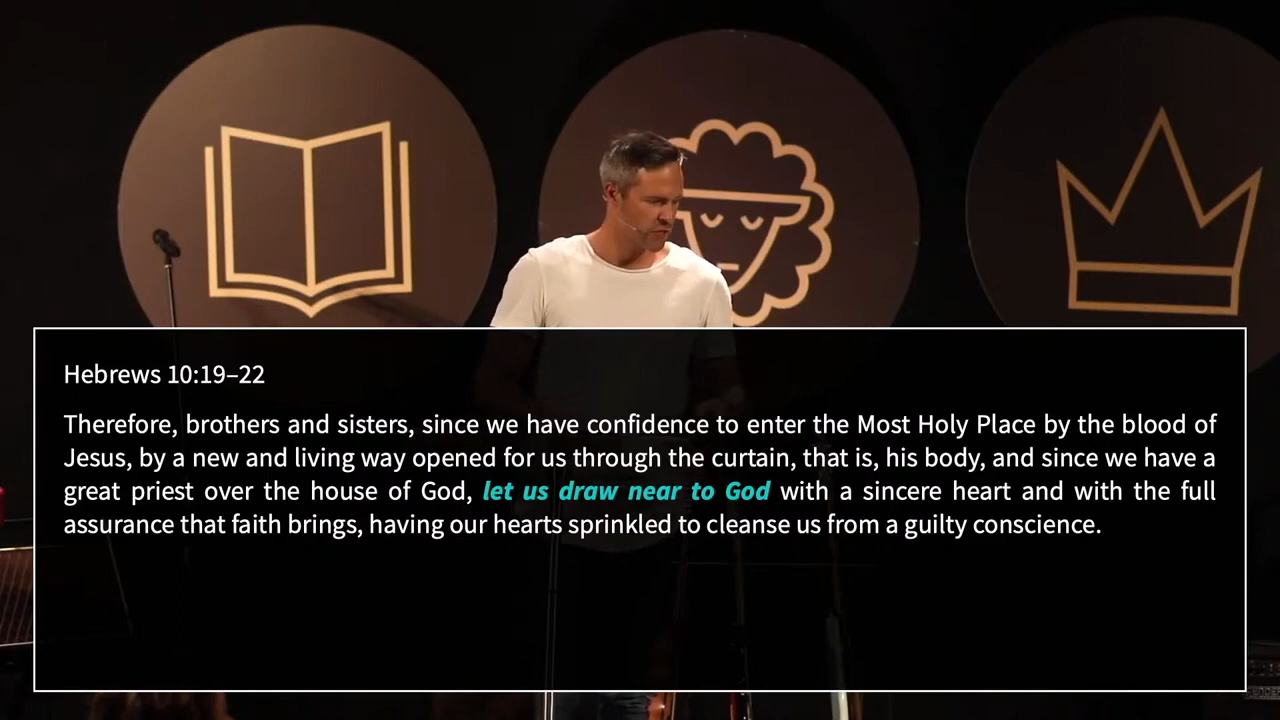 Hebrews 10:19–22
Therefore, brothers and sisters, since we have confidence to enter the Most Holy Place by the blood of
Jesus, by a new and living way opened for us through the curtain, that is, his body, and since we have a
great priest over the house of God, let us draw near to God with a sincere heart and with the full
assurance that faith brings, having our hearts sprinkled to cleanse us from a guilty conscience.